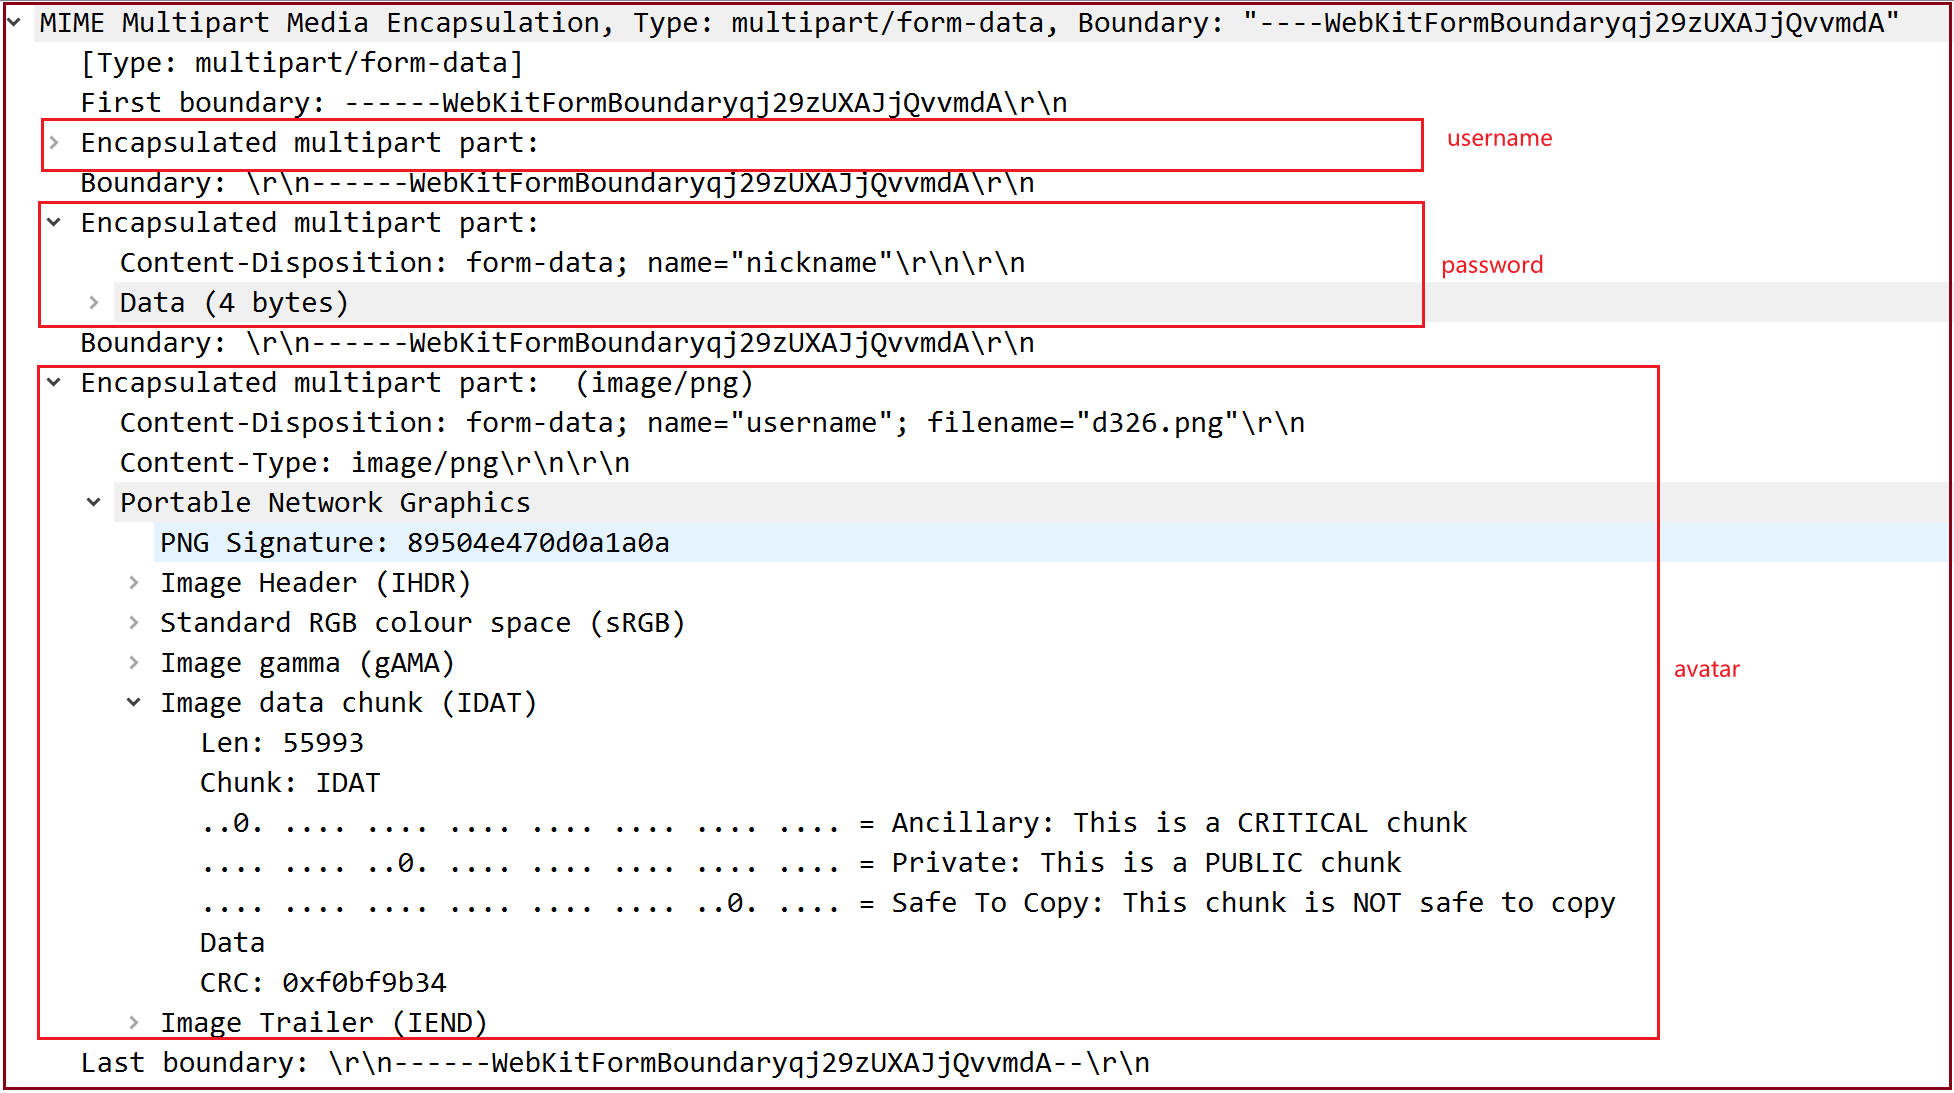 MIME Multipart Media Encapsulation, Type: multipart/form-data, Boundary: "----WebKitFormBoundaryqj29zUXAJjQvvmdA"
[Type: multipart/form-data]
First boundary: ------WebKitFormBoundaryqj29zUXAJjQvvmdA\r\n
Encapsulated multipart part:
username
Boundary: \r\n------WebKitFormBoundaryqj29zUXAJjQvvmdA\r\n
Encapsulated multipart part:
Content-Disposition: form-data; name="nickname"\r\n\r\n
password
Data (4 bytes)
Boundary: \r\n------WebKitFormBoundaryqj29zUXAJjQvvmdA\r\n
Encapsulated multipart part:  (image/png)
Content-Disposition: form-data; name="username"; filename="d326.png"\r\n
Content-Type: image/png\r\n\r\n
Portable Network Graphics
PNG Signature: 89504e470d0a1a0a
Image Header (IHDR)
Standard RGB colour space (sRGB)
Image gamma (gAMA)
avatar
Image data chunk (IDAT)
Len: 55993
Chunk: IDAT
..0. .... .... .... .... .... .... .... = Ancillary: This is a CRITICAL chunk
.... .... ..0. .... .... .... .... .... = Private: This is a PUBLIC chunk
.... .... .... .... .... .... ..0. .... = Safe To Copy: This chunk is NOT safe to copy
Data
CRC: 0xf0bf9b34
Image Trailer (IEND)
Last boundary: \r\n------WebKitFormBoundaryqj29zUXAJjQvvmdA--\r\n